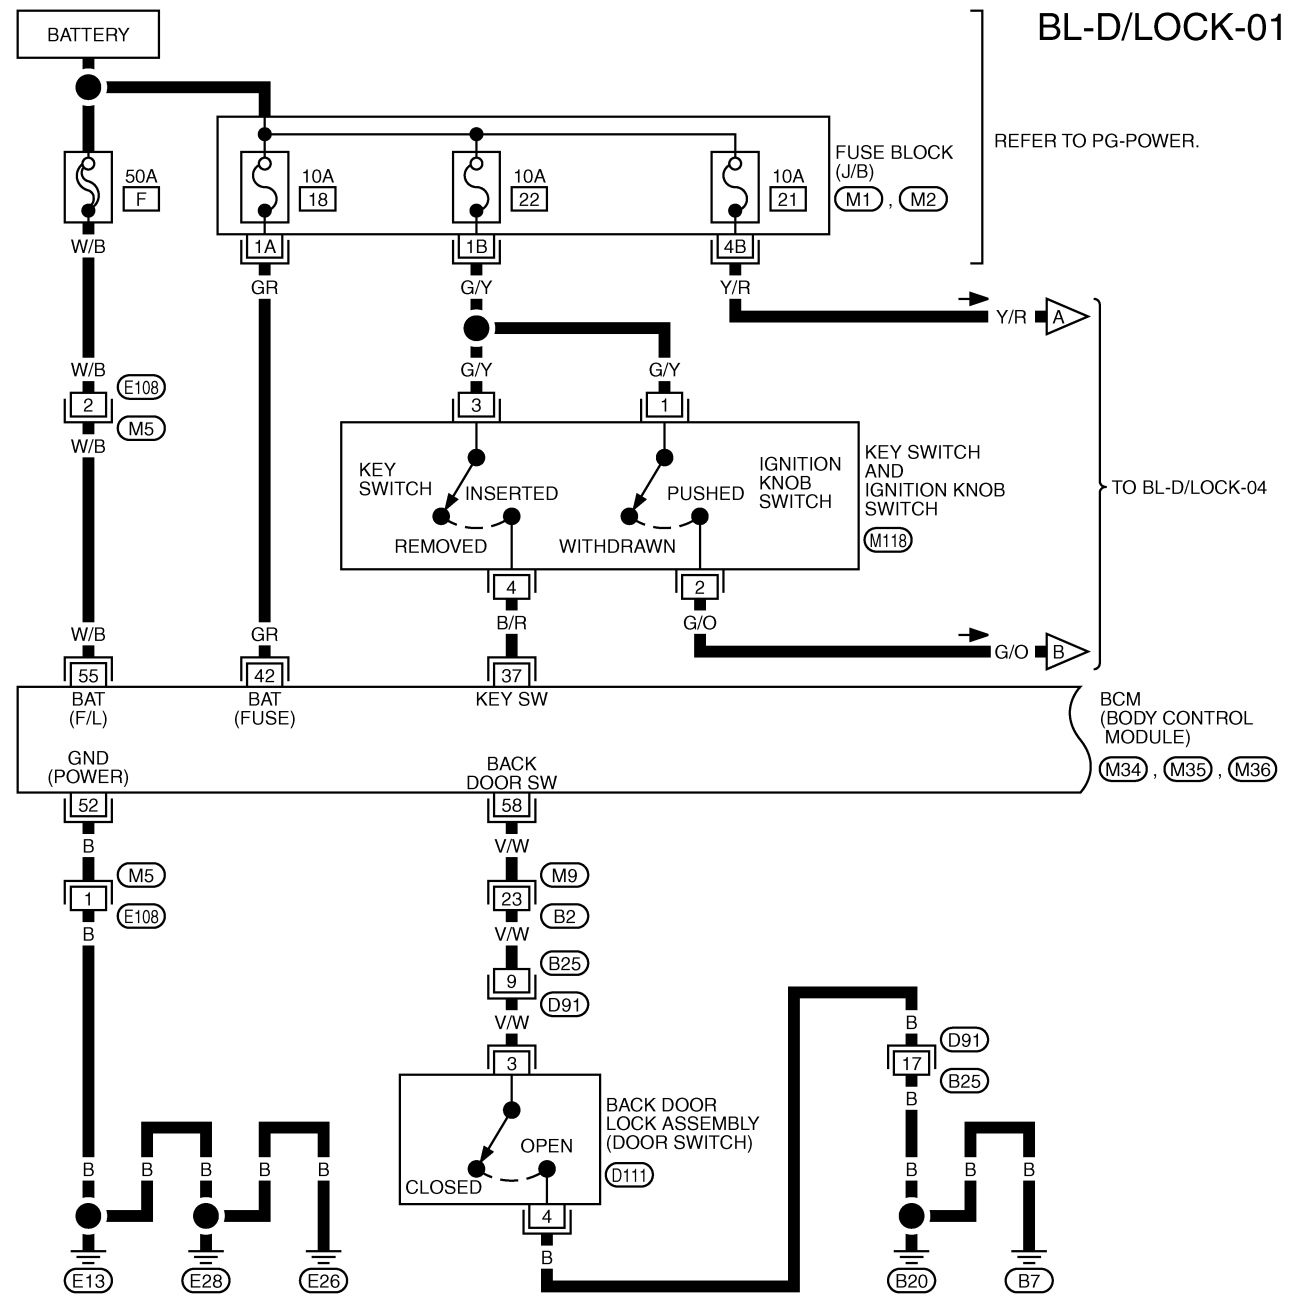 BL-D/LOCK-01
BATTERY
REFER TO PG-POWER.
50A
F
10A
18
10A
22
10A
21
FUSE BLOCK
(J/B)
M1 , M2
W/B
1A
1B
4B
GR
G/Y
Y/R
Y/R
A
W/B
G/Y
G/Y
2
E108
M5
3
1
W/B
KEY
SWITCH
INSERTED
REMOVED
PUSHED
WITHDRAWN
IGNITION
KNOB
SWITCH
KEY SWITCH
AND
IGNITION KNOB
SWITCH
M118
TO BL-D/LOCK-04
4
2
W/B
GR
B/R
G/O
G/O
B
55
42
37
BAT
(F/L)
BAT
(FUSE)
KEY SW
BCM
(BODY CONTROL
MODULE)
M34 , M35 , M36
GND
(POWER)
BACK
DOOR SW
52
58
B
V/W
1
M5
E108
23
M9
B2
B
V/W
9
B25
D91
V/W
B
3
17
D91
B25
B
BACK DOOR
LOCK ASSEMBLY
(DOOR SWITCH)
D111
OPEN
CLOSED
4
B
B
B
B
B
B
B
B
B
E13
E28
E26
B20
B7